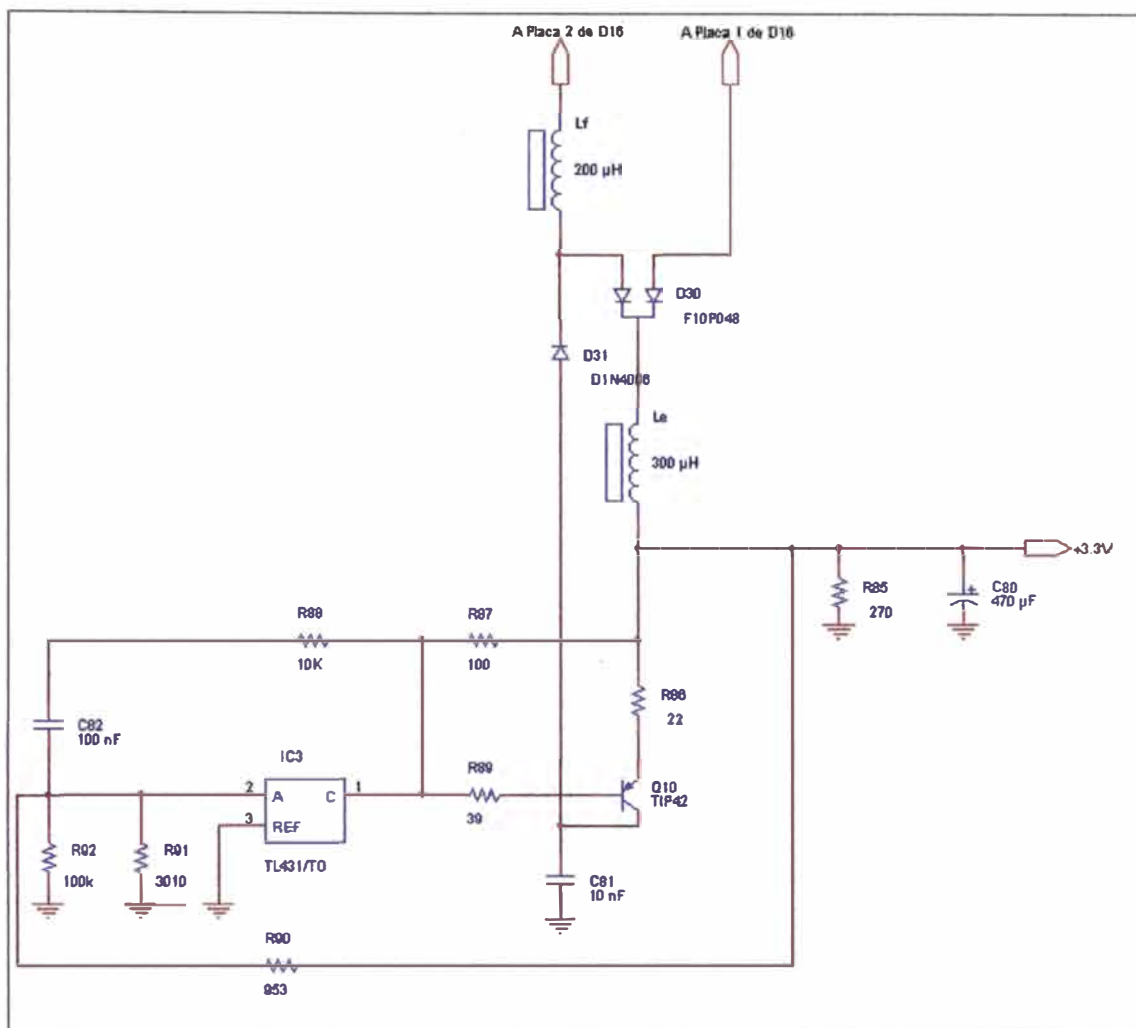 A Placa 2 de D16
A Placa 1 de D16
Lf
200 µH
D30
F10P048
D31
D1N4006
Le
300 µH
+3.3V
R85
270
C80
470 µF
R88
10K
R87
100
R86
22
C82
100 nF
IC3
R89
39
Q10
TIP42
2
A
C
1
3
REF
TL431/TO
R92
100k
R91
3010
C81
10 nF
R90
953